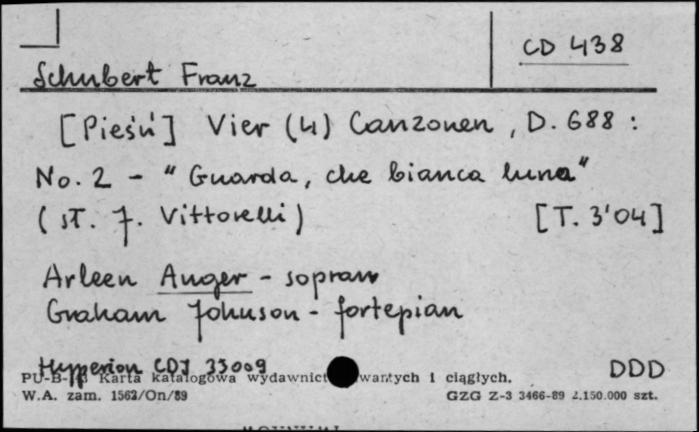 CD 438
Schubert Franz
[Pieśń] Vier (4) Canzonen, D. 688:
No. 2 - "Guarda, che bianca luna"
(sł. J. Vittorelli) [T. 3'04]
Arleen Auger - sopran
Graham Johnson - fortepian
Hyperion CDJ 33009 DDD
Karta katalogowa wydawnict ciągłych.
W.A. zam. 1562/On/89 GZG Z-3 3466-89 2.150.000 szt.